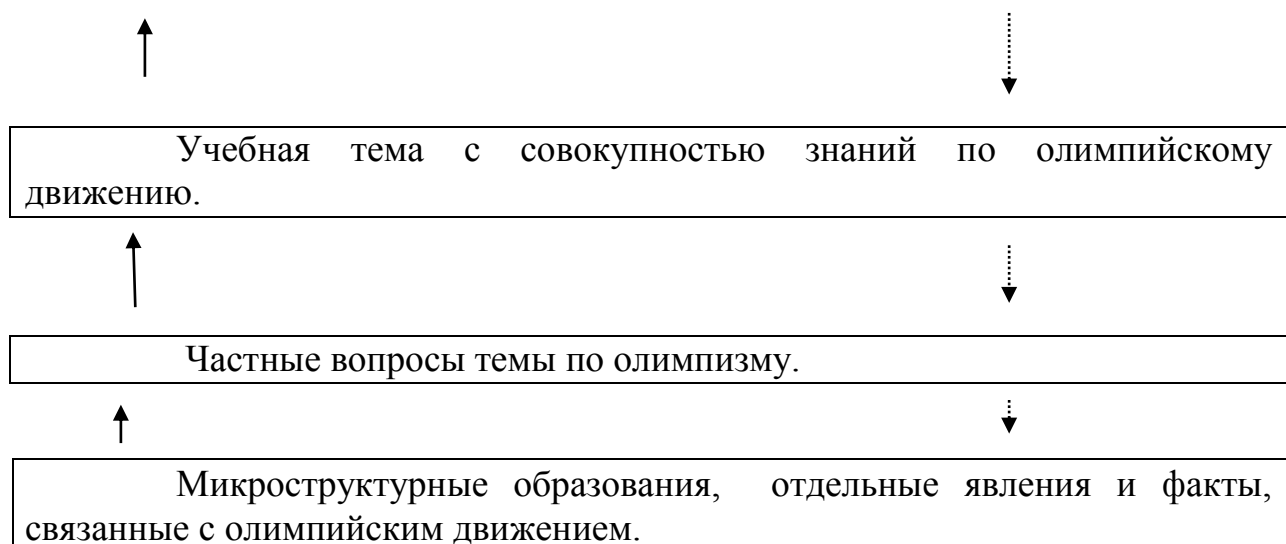 Учебная тема с совокупностью знаний по олимпийскому
движению.
Частные вопросы темы по олимпизму.
Микроструктурные образования, отдельные явления и факты,
связанные с олимпийским движением.